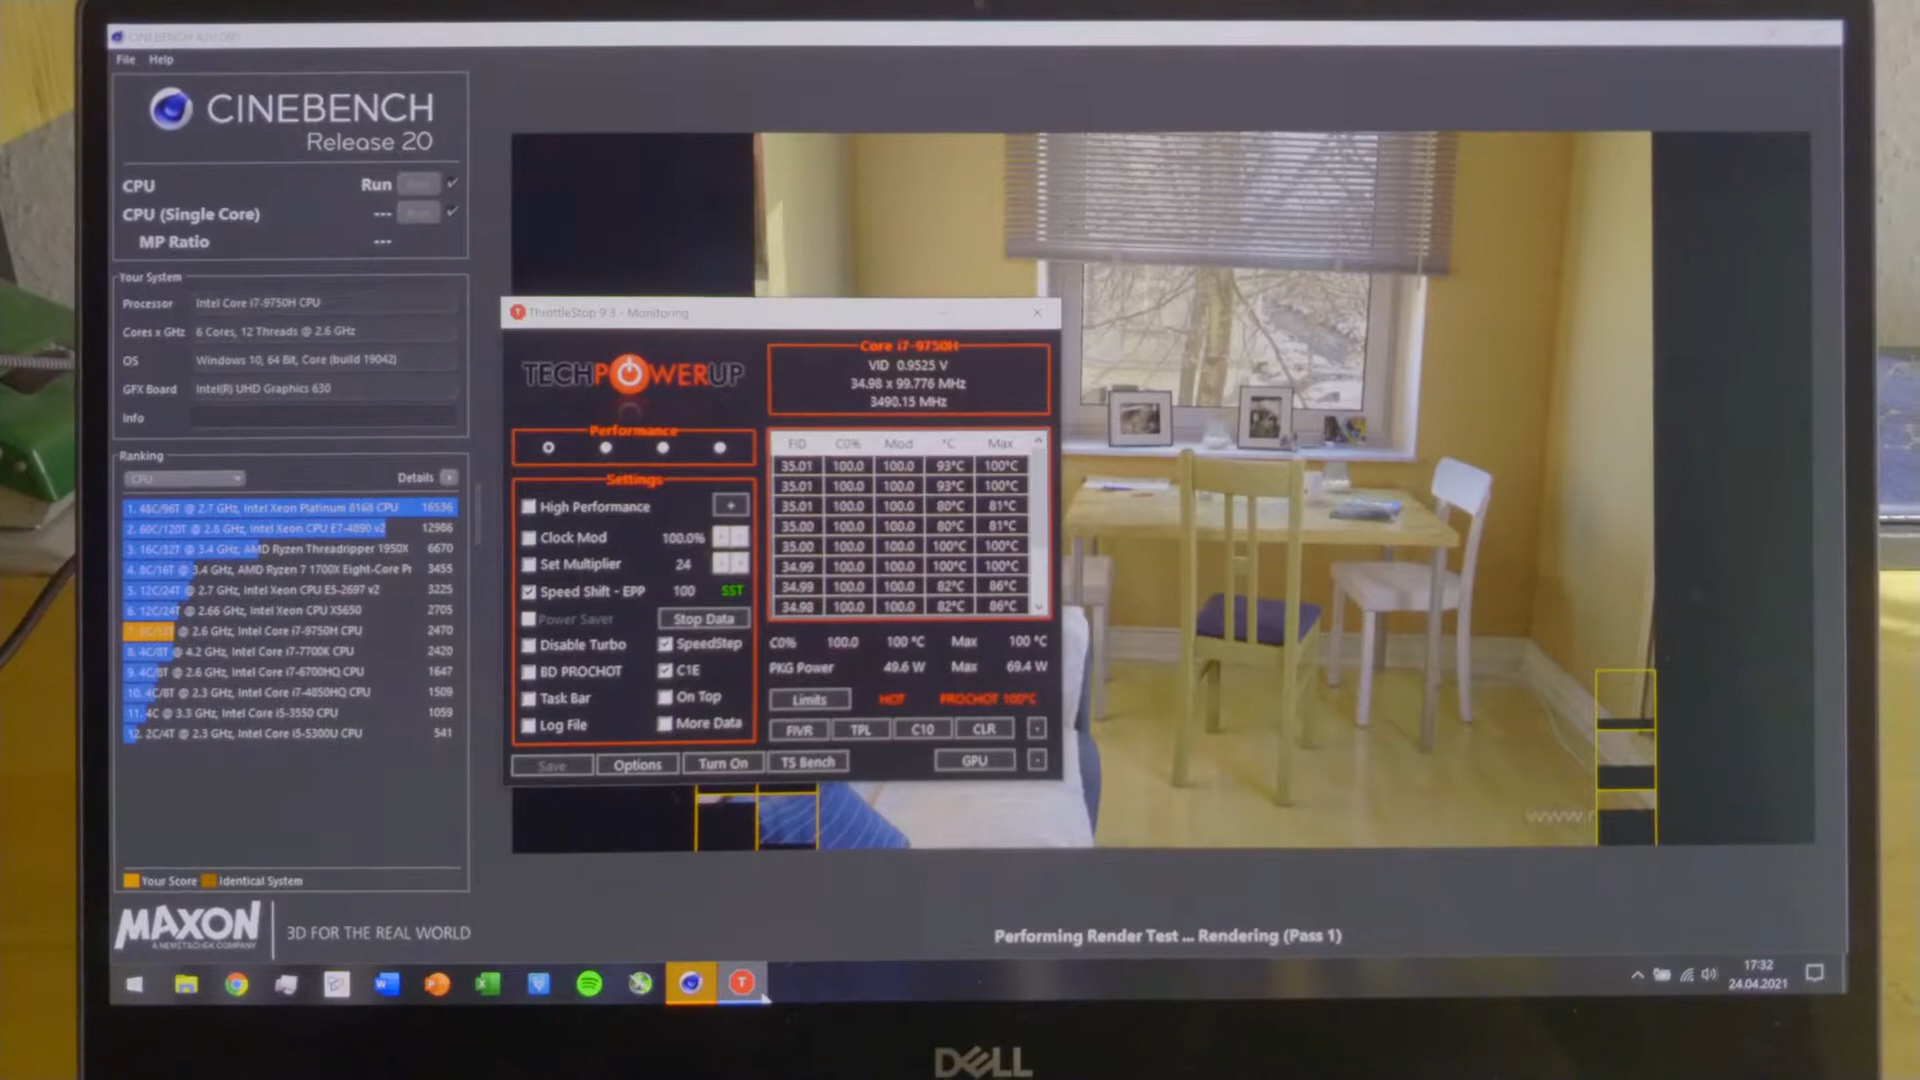 CINEBENCH R20.060
File Help
CINEBENCH
Release 20
CPU Run
CPU (Single Core) ---
MP Ratio ---
Your System
Processor Intel Core i7-9750H CPU
Cores x GHz 6 Cores, 12 Threads @ 2.6 GHz
OS Windows 10, 64 Bit, Core (build 19042)
GFX Board Intel(R) UHD Graphics 630
Info
Ranking
CPU Details
1. 48C/96T @ 2.7 GHz, Intel Xeon Platinum 8168 CPU 16536
2. 60C/120T @ 2.8 GHz, Intel Xeon CPU E7-4890 v2 12986
3. 16C/32T @ 3.4 GHz, AMD Ryzen Threadripper 1950X 6670
4. 8C/16T @ 3.4 GHz, AMD Ryzen 7 1700X Eight-Core Pr 3455
5. 12C/24T @ 2.7 GHz, Intel Xeon CPU E5-2697 v2 3225
6. 12C/24T @ 2.66 GHz, Intel Xeon CPU X5650 2705
7. 6C/12T @ 2.6 GHz, Intel Core i7-9750H CPU 2470
8. 4C/8T @ 4.2 GHz, Intel Core i7-7700K CPU 2420
9. 4C/8T @ 2.6 GHz, Intel Core i7-6700HQ CPU 1647
10. 4C/8T @ 2.3 GHz, Intel Core i7-4850HQ CPU 1509
11. 4C @ 3.3 GHz, Intel Core i5-3550 CPU 1059
12. 2C/4T @ 2.3 GHz, Intel Core i5-5300U CPU 541
Your Score Identical System
MAXON
A NEMETSCHEK COMPANY
3D FOR THE REAL WORLD
ThrottleStop 9.3 - Monitoring
TECHPOWERUP
Performance
Settings
High Performance +
Clock Mod 100.0%
Set Multiplier 24
Speed Shift - EPP 100 SST
Power Saver Stop Data
Disable Turbo SpeedStep
BD PROCHOT C1E
Task Bar On Top
Log File More Data
Save Options Turn On TS Bench
Core i7-9750H
VID 0.9525 V
34.98 x 99.776 MHz
3490.15 MHz
FID C0% Mod °C Max
35.01 100.0 100.0 93°C 100°C
35.01 100.0 100.0 93°C 100°C
35.01 100.0 100.0 80°C 81°C
35.00 100.0 100.0 80°C 81°C
35.00 100.0 100.0 100°C 100°C
34.99 100.0 100.0 100°C 100°C
34.99 100.0 100.0 82°C 86°C
34.98 100.0 100.0 82°C 86°C
C0% 100.0 100 °C Max 100 °C
PKG Power 49.6 W Max 69.4 W
Limits HOT PROCHOT 100°C
FIVR TPL C10 CLR
GPU
www.r
Performing Render Test ... Rendering (Pass 1)
17:32
24.04.2021
DELL